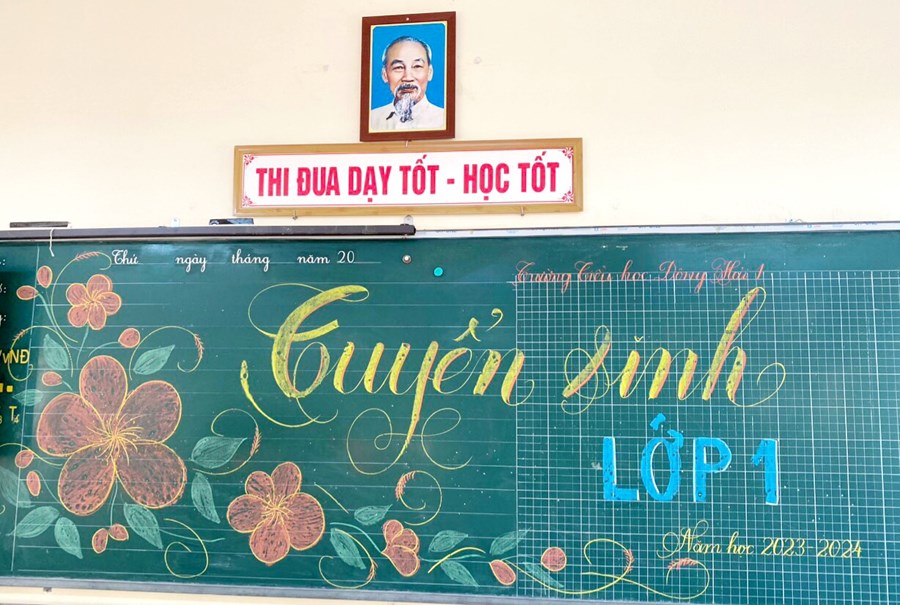 THI ĐUA DẠY TỐT - HỌC TỐT
Thứ ngày tháng năm 20
Trường Tiểu học Đông Hải 1
Tuyển sinh
LỚP 1
Năm học 2023-2024